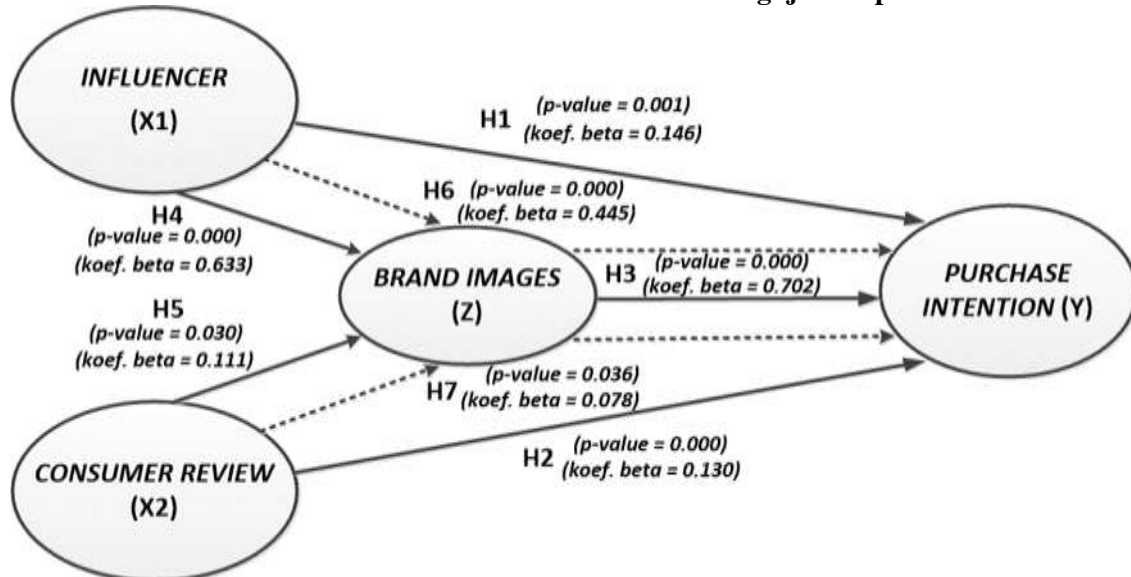 INFLUENCER
(X1)
H1
(p-value = 0.001)
(koef. beta = 0.146)
H6
(p-value = 0.000)
(koef. beta = 0.445)
H4
(p-value = 0.000)
(koef. beta = 0.633)
BRAND IMAGES
(Z)
H3
(p-value = 0.000)
(koef. beta = 0.702)
PURCHASE
INTENTION (Y)
H5
(p-value = 0.030)
(koef. beta = 0.111)
H7
(p-value = 0.036)
(koef. beta = 0.078)
CONSUMER REVIEW
(X2)
H2
(p-value = 0.000)
(koef. beta = 0.130)